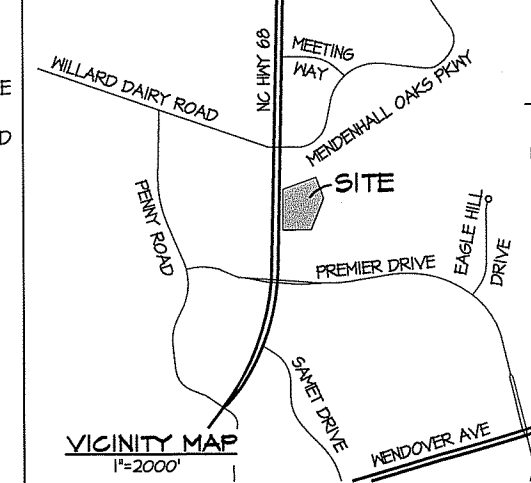 E
D
WILLARD DAIRY ROAD
NC HWY 68
MEETING
WAY
MENDENHALL OAKS PKWY
SITE
PENNY ROAD
PREMIER DRIVE
EAGLE HILL
DRIVE
SAMET DRIVE
WENDOVER AVE
VICINITY MAP
1"=2000'